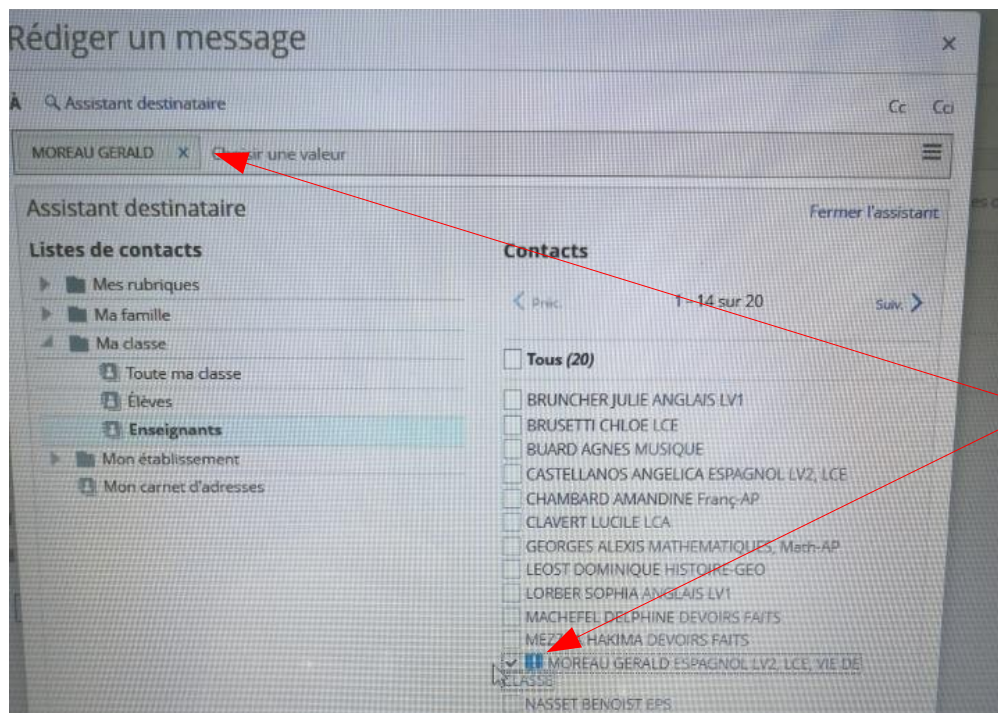 Rédiger un message
À Assistant destinataire Cc Cci
MOREAU GERALD x Choisir une valeur
Assistant destinataire Fermer l'assistant
Listes de contacts
Mes rubriques
Ma famille
Ma classe
Toute ma classe
Élèves
Enseignants
Mon établissement
Mon carnet d'adresses
Contacts
Préc. 1 - 14 sur 20 Suiv.
Tous (20)
BRUNCHER JULIE ANGLAIS LV1
BRUSETTI CHLOE LCE
BUARD AGNES MUSIQUE
CASTELLANOS ANGELICA ESPAGNOL LV2, LCE
CHAMBARD AMANDINE Franç-AP
CLAVERT LUCILE LCA
GEORGES ALEXIS MATHEMATIQUES, Math-AP
LEOST DOMINIQUE HISTOIRE-GEO
LORBER SOPHIA ANGLAIS LV1
MACHEFEL DELPHINE DEVOIRS FAITS
HAKIMA DEVOIRS FAITS
MOREAU GERALD ESPAGNOL LV2, LCE, VIE DE
CLASSE
NASSET BENOIST EPS